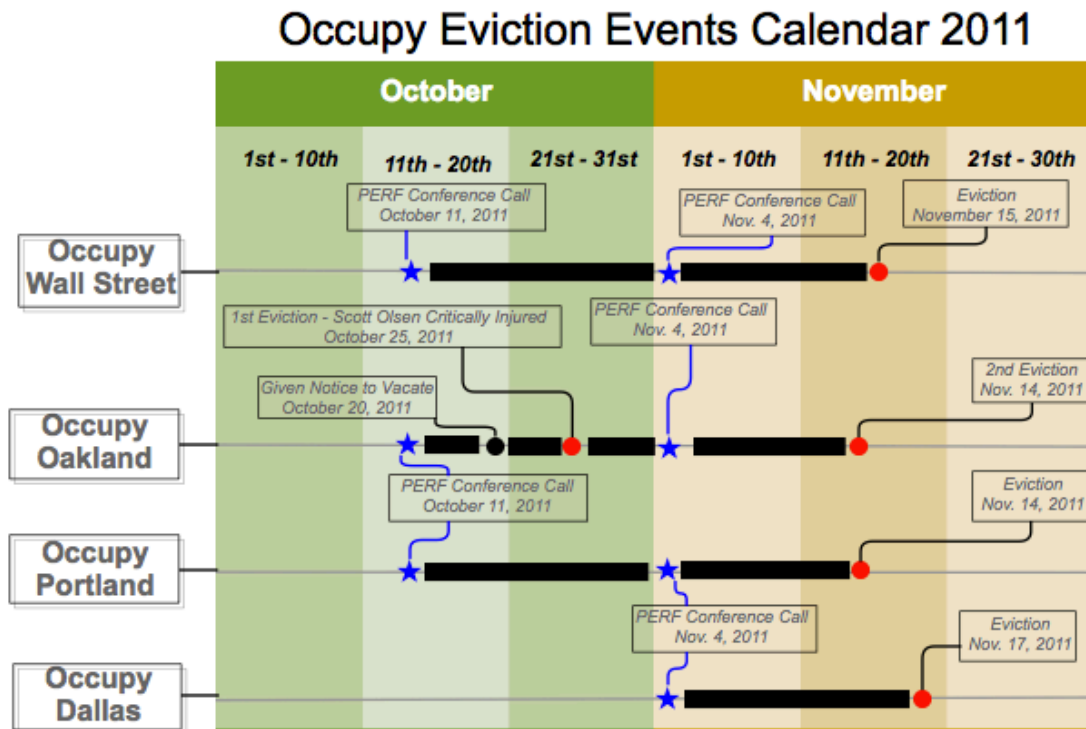 Occupy Eviction Events Calendar 2011
October
November
1st - 10th
11th - 20th
21st - 31st
1st - 10th
11th - 20th
21st - 30th
Occupy
Wall Street
PERF Conference Call
October 11, 2011
PERF Conference Call
Nov. 4, 2011
Eviction
November 15, 2011
Occupy
Oakland
1st Eviction - Scott Olsen Critically Injured
October 25, 2011
Given Notice to Vacate
October 20, 2011
PERF Conference Call
Nov. 4, 2011
2nd Eviction
Nov. 14, 2011
PERF Conference Call
October 11, 2011
Occupy
Portland
Eviction
Nov. 14, 2011
PERF Conference Call
Nov. 4, 2011
Occupy
Dallas
Eviction
Nov. 17, 2011